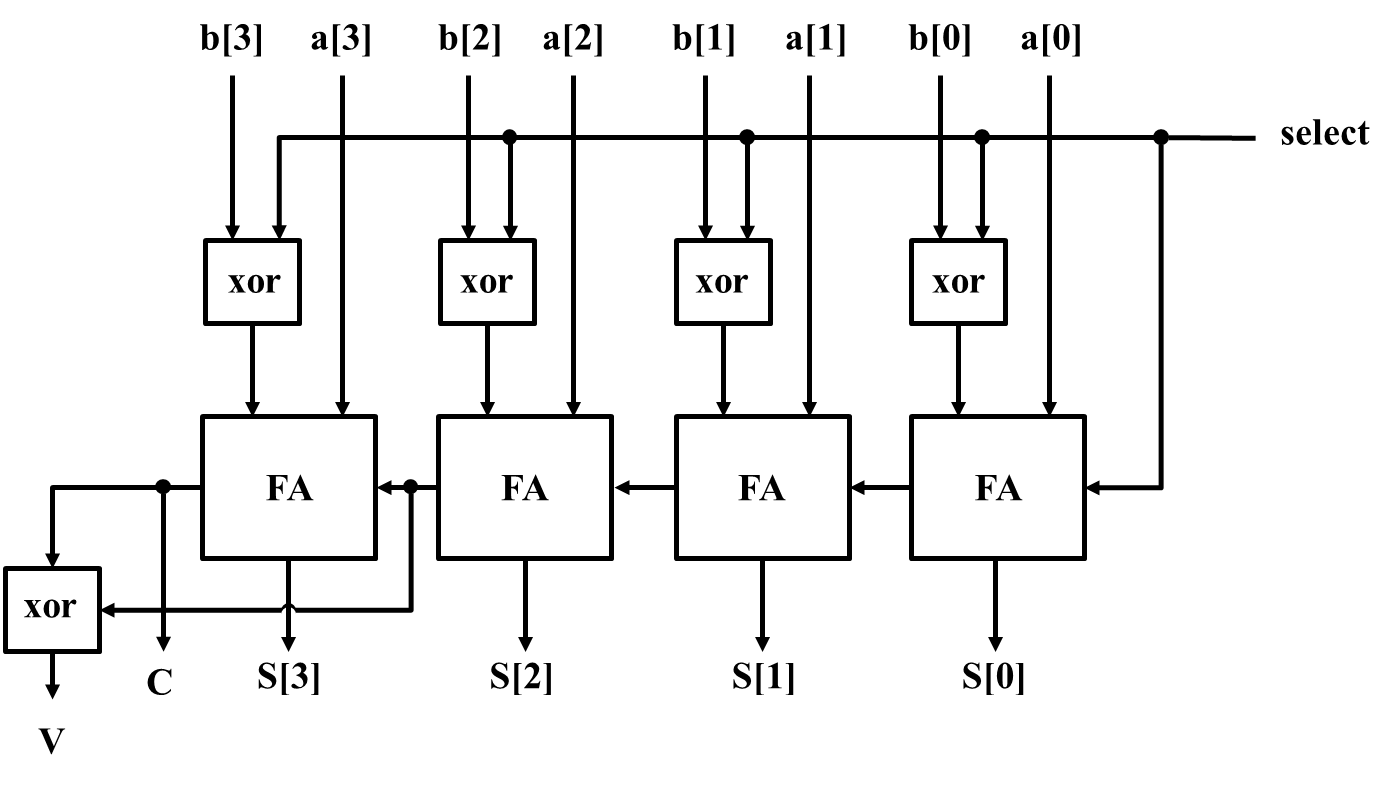 b[3] a[3] b[2] a[2] b[1] a[1] b[0] a[0]
select
xor xor xor xor
FA FA FA FA
xor
C S[3] S[2] S[1] S[0]
V